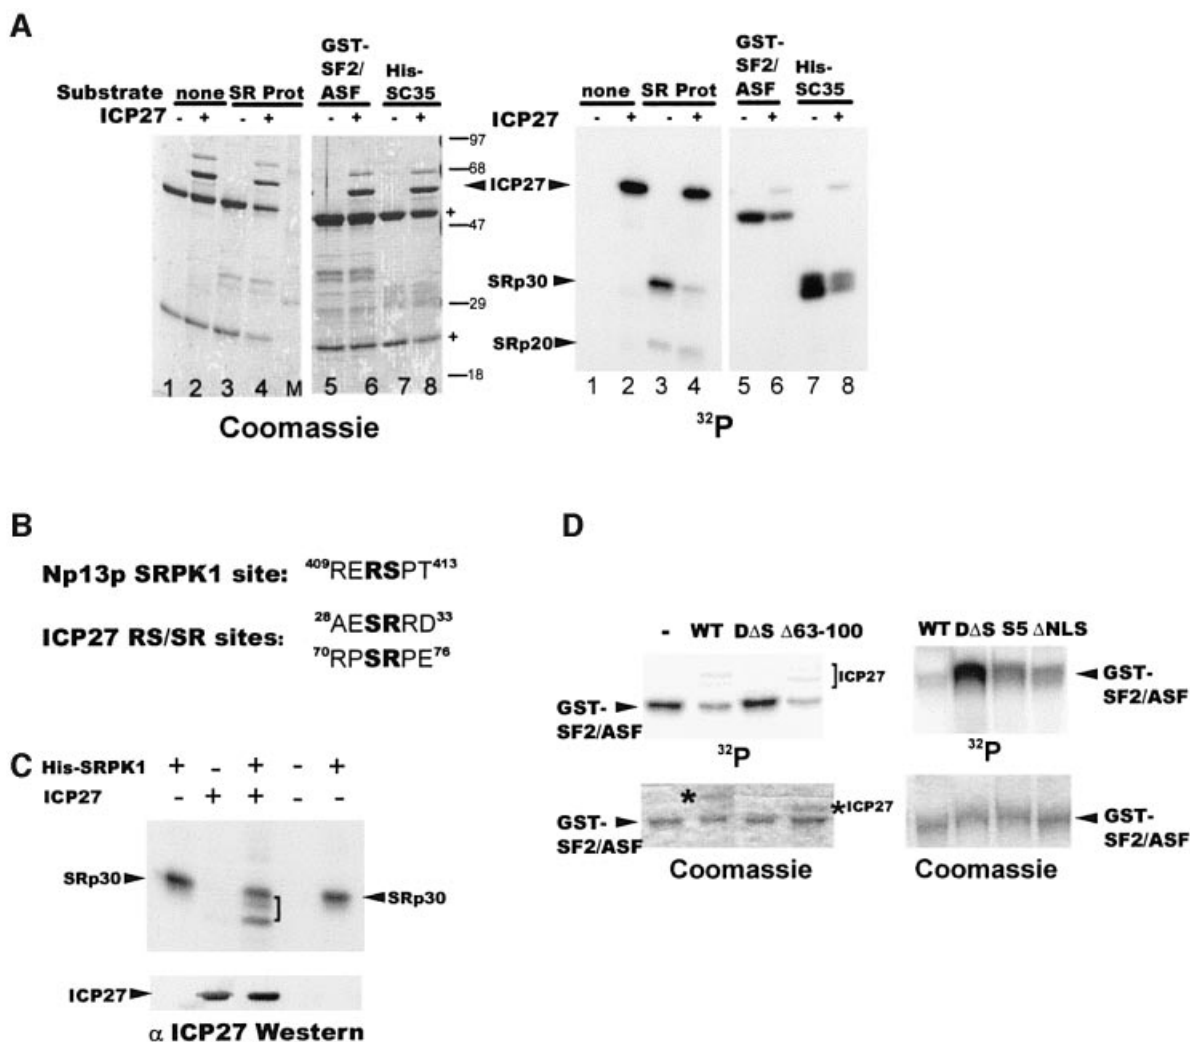 A
Substrate none SR Prot GST-SF2/ASF His-SC35
ICP27 - + - + - + - +
97
68
ICP27
+
47
29
+
18
1 2 3 4 M 5 6 7 8
Coomassie
none SR Prot GST-SF2/ASF His-SC35
ICP27 - + - + - + - +
SRp30
SRp20
1 2 3 4 5 6 7 8
32P
B
Np13p SRPK1 site: 409RERSPT413
ICP27 RS/SR sites: 28AESRRD33
70RPSRPE76
C
His-SRPK1 + - + - +
ICP27 - + + - -
SRp30
SRp30
ICP27
α ICP27 Western
D
- WT DΔS Δ63-100
ICP27
GST-SF2/ASF
32P
* *ICP27
GST-SF2/ASF
Coomassie
WT DΔS S5 ΔNLS
GST-SF2/ASF
32P
GST-SF2/ASF
Coomassie